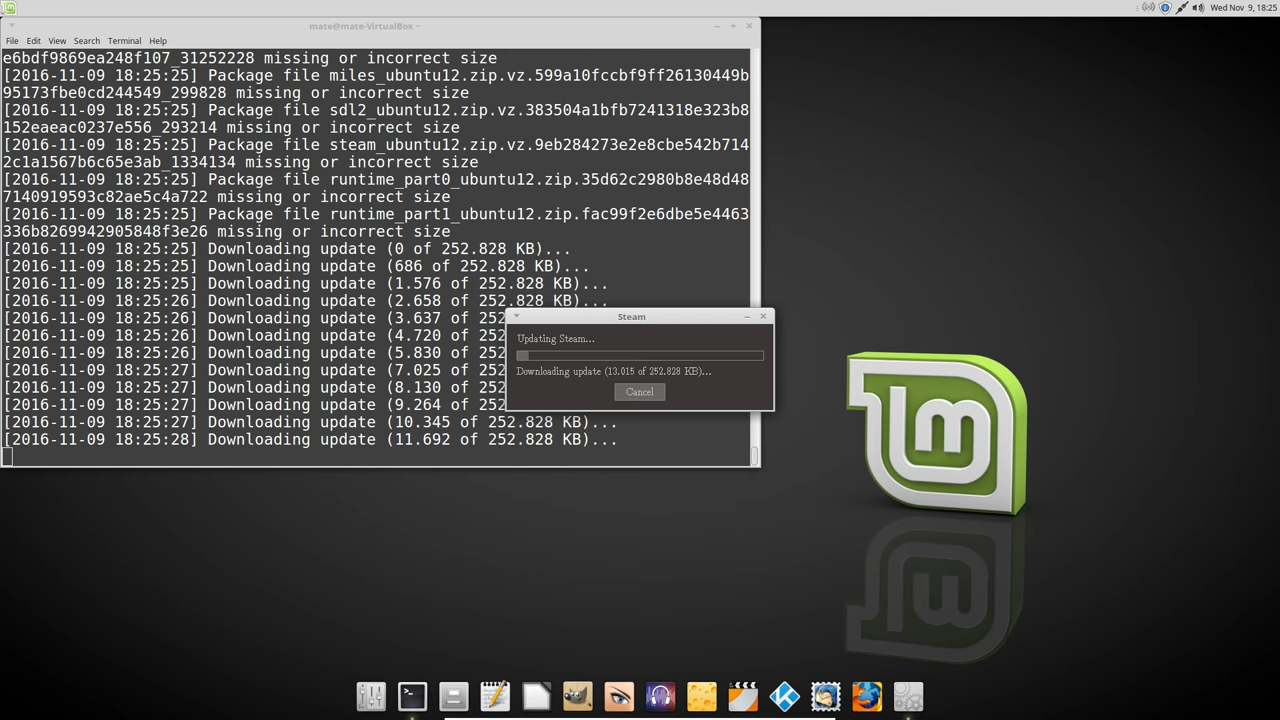 Wed Nov 9, 18:25
mate@mate-VirtualBox: ~
File Edit View Search Terminal Help
e6bdf9869ea248f107_31252228 missing or incorrect size
[2016-11-09 18:25:25] Package file miles_ubuntu12.zip.vz.599a10fccbf9ff26130449b
95173fbe0cd244549_299828 missing or incorrect size
[2016-11-09 18:25:25] Package file sdl2_ubuntu12.zip.vz.383504a1bfb7241318e323b8
152eaeac0237e556_293214 missing or incorrect size
[2016-11-09 18:25:25] Package file steam_ubuntu12.zip.vz.9eb284273e2e8cbe542b714
2c1a1567b6c65e3ab_1334134 missing or incorrect size
[2016-11-09 18:25:25] Package file runtime_part0_ubuntu12.zip.35d62c2980b8e48d48
7140919593c82ae5c4a722 missing or incorrect size
[2016-11-09 18:25:25] Package file runtime_part1_ubuntu12.zip.fac99f2e6dbe5e4463
336b8269942905848f3e26 missing or incorrect size
[2016-11-09 18:25:25] Downloading update (0 of 252.828 KB)...
[2016-11-09 18:25:25] Downloading update (686 of 252.828 KB)...
[2016-11-09 18:25:25] Downloading update (1.576 of 252.828 KB)...
[2016-11-09 18:25:26] Downloading update (2.658 of 252.828 KB)...
[2016-11-09 18:25:26] Downloading update (3.637 of 252
[2016-11-09 18:25:26] Downloading update (4.720 of 252
[2016-11-09 18:25:26] Downloading update (5.830 of 252
[2016-11-09 18:25:27] Downloading update (7.025 of 252
[2016-11-09 18:25:27] Downloading update (8.130 of 252
[2016-11-09 18:25:27] Downloading update (9.264 of 252
[2016-11-09 18:25:27] Downloading update (10.345 of 252.828 KB)...
[2016-11-09 18:25:28] Downloading update (11.692 of 252.828 KB)...
Steam
Updating Steam...
Downloading update (13.015 of 252.828 KB)...
Cancel